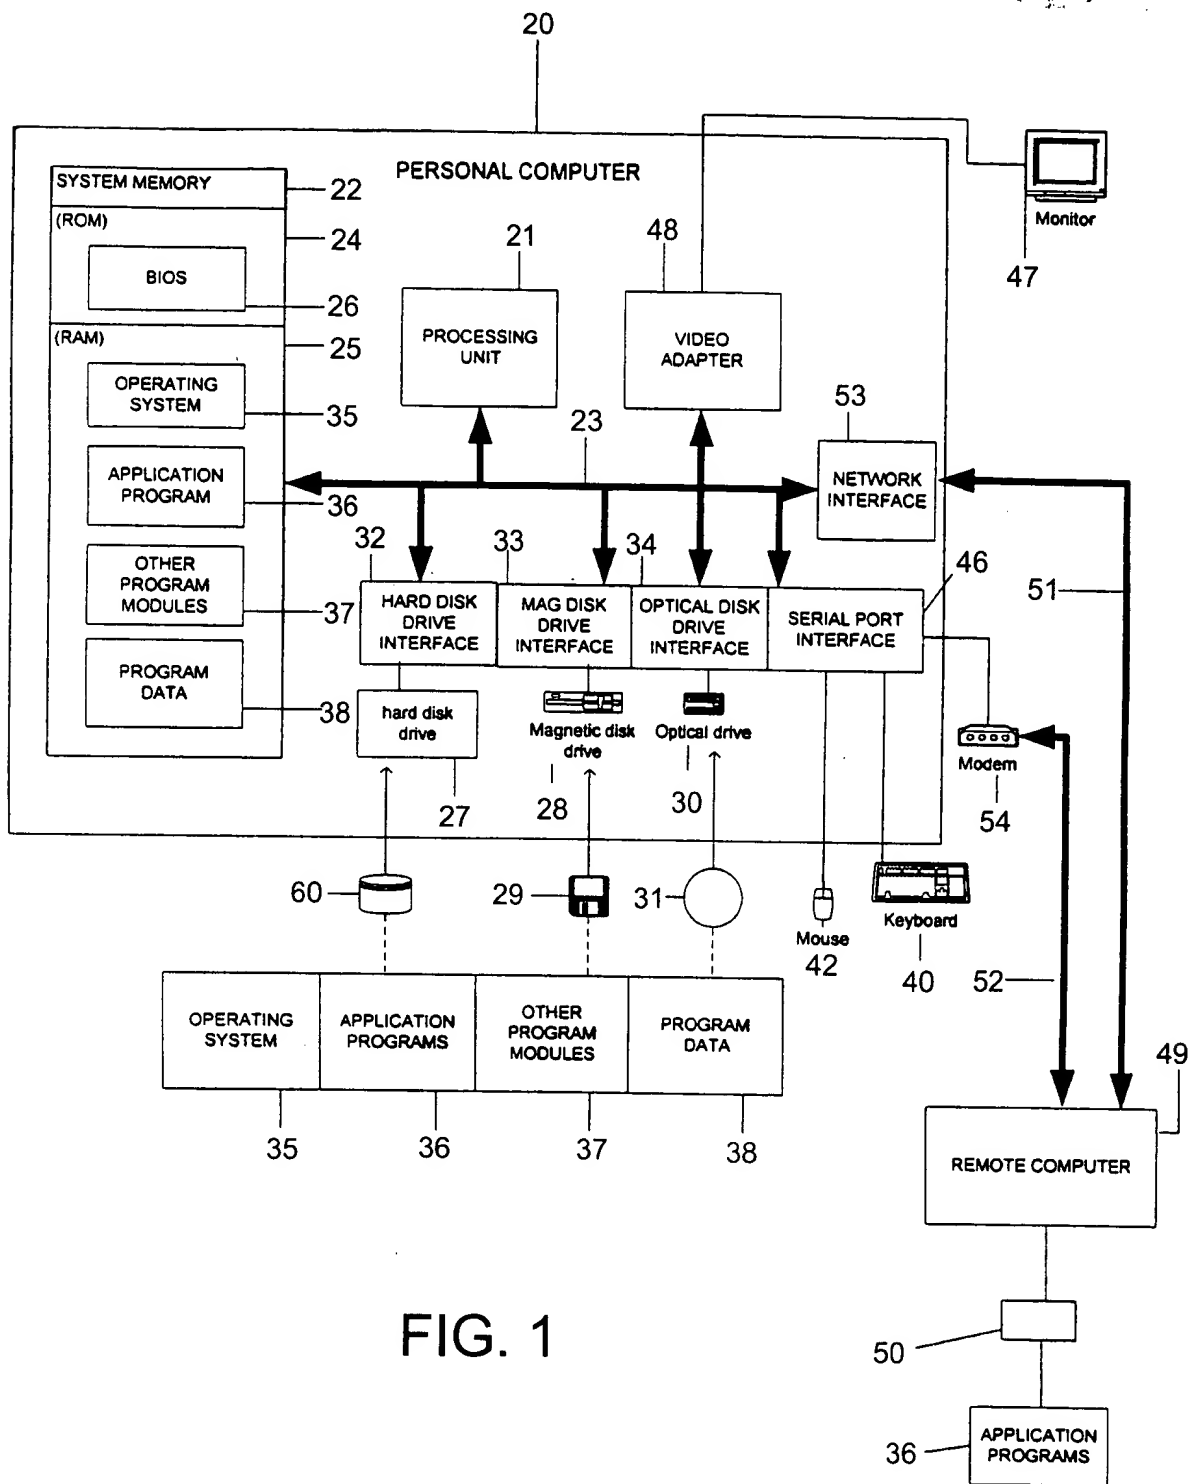 20
PERSONAL COMPUTER
SYSTEM MEMORY
22
(ROM)
24
BIOS
26
(RAM)
25
OPERATING
SYSTEM
35
APPLICATION
PROGRAM
36
OTHER
PROGRAM
MODULES
37
PROGRAM
DATA
38
21
PROCESSING
UNIT
48
VIDEO
ADAPTER
Monitor
47
23
53
NETWORK
INTERFACE
32
HARD DISK
DRIVE
INTERFACE
33
MAG DISK
DRIVE
INTERFACE
34
OPTICAL DISK
DRIVE
INTERFACE
46
SERIAL PORT
INTERFACE
51
hard disk
drive
27
Magnetic disk
drive
28
Optical drive
30
Modem
54
60
29
31
Mouse
42
Keyboard
40
52
OPERATING
SYSTEM
APPLICATION
PROGRAMS
OTHER
PROGRAM
MODULES
PROGRAM
DATA
35
36
37
38
49
REMOTE COMPUTER
50
36
APPLICATION
PROGRAMS
FIG. 1